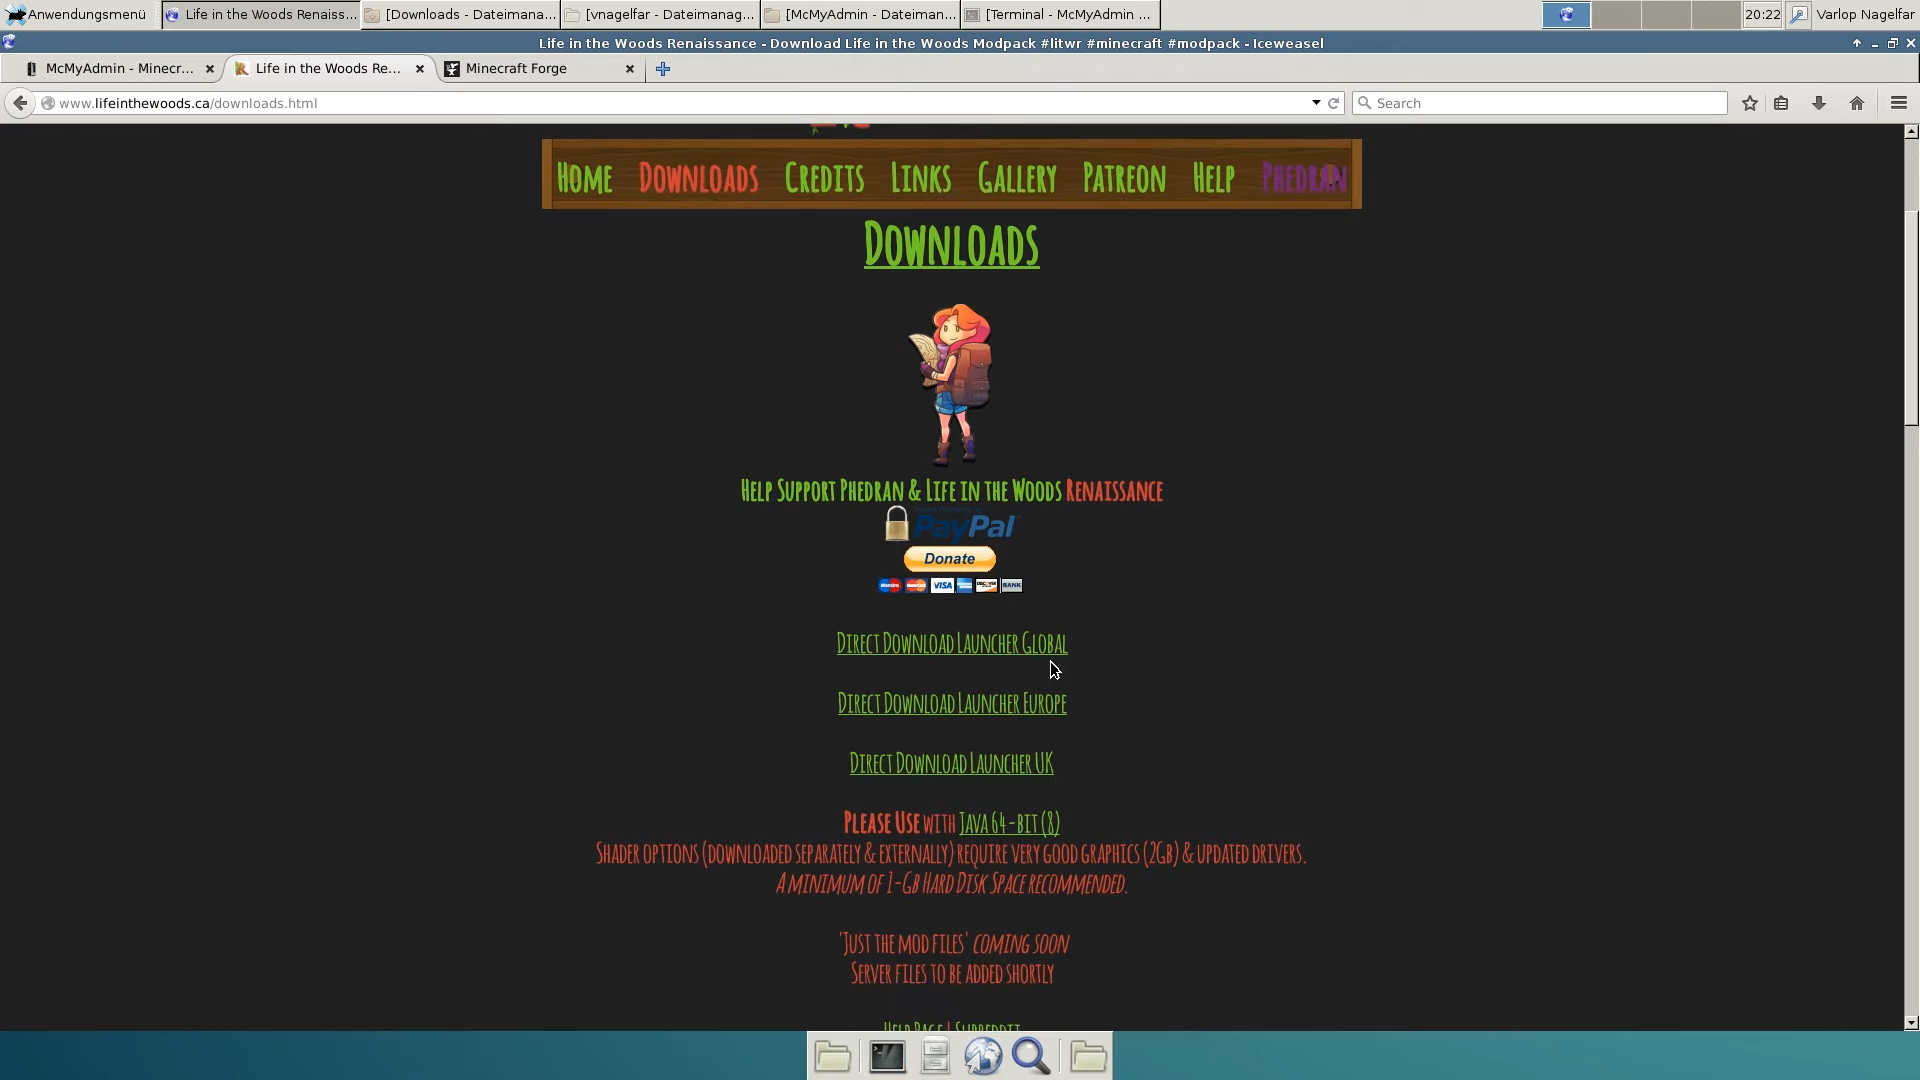 Anwendungsmenü
Life in the Woods Renaiss...
[Downloads - Dateimana...
[vnagelfar - Dateimanag...
[McMyAdmin - Dateiman...
[Terminal - McMyAdmin ...
20:22
Varlop Nagelfar
Life in the Woods Renaissance - Download Life in the Woods Modpack #litwr #minecraft #modpack - Iceweasel
McMyAdmin - Minecr...
Life in the Woods Re...
Minecraft Forge
www.lifeinthewoods.ca/downloads.html
Search
Home Downloads Credits Links Gallery Patreon Help Phedran
Downloads
Help Support Phedran & Life in the Woods Renaissance
PayPal
Donate
VISA
BANK
Direct Download Launcher Global
Direct Download Launcher Europe
Direct Download Launcher UK
Please Use with Java 64-bit (8)
Shader options (downloaded separately & externally) require very good graphics (2Gb) & updated drivers.
A minimum of 1-Gb Hard Disk Space recommended.
'Just the mod files' coming soon
Server files to be added shortly
Help Page | Subreddit